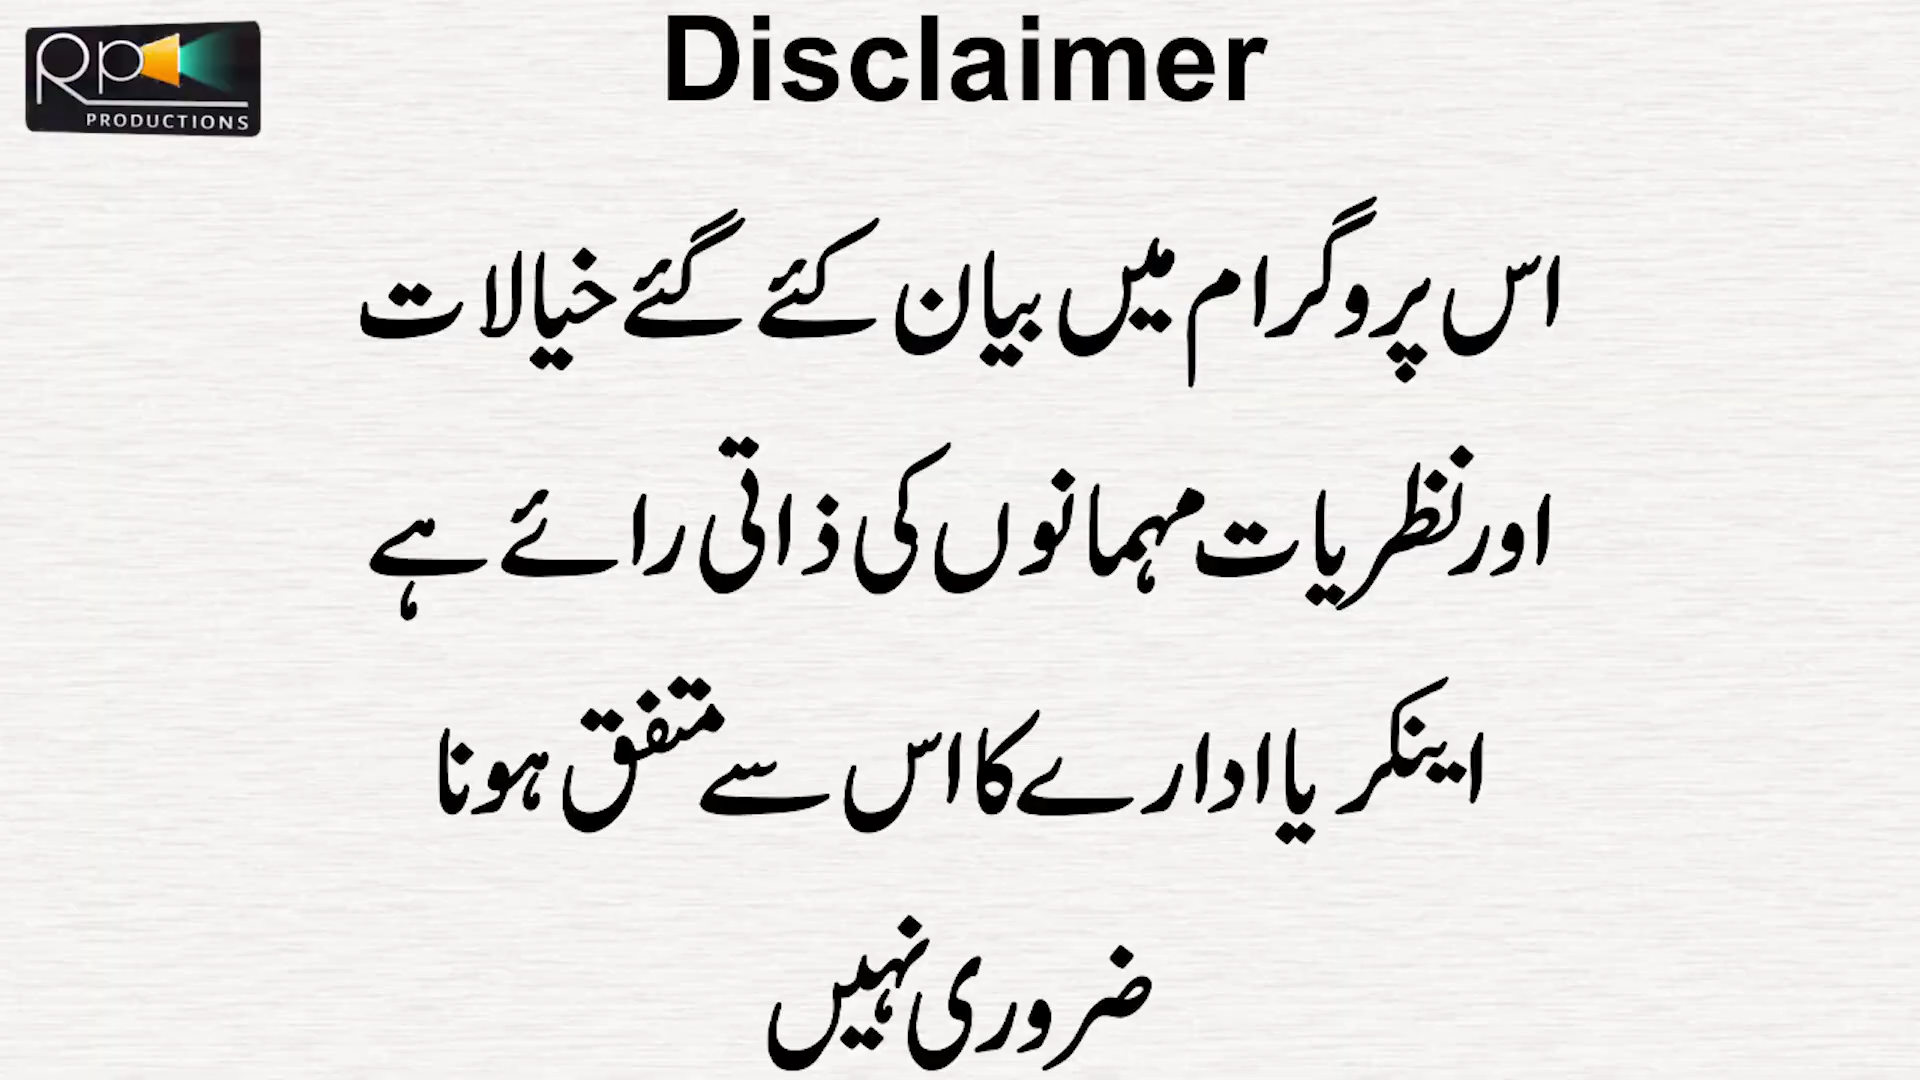 Rp
PRODUCTIONS
Disclaimer
اس پروگرام میں بیان کئے گئے خیالات
اور نظریات مہمانوں کی ذاتی رائے ہے
اینکر یا ادارے کا اس سے متفق ہونا
ضروری نہیں